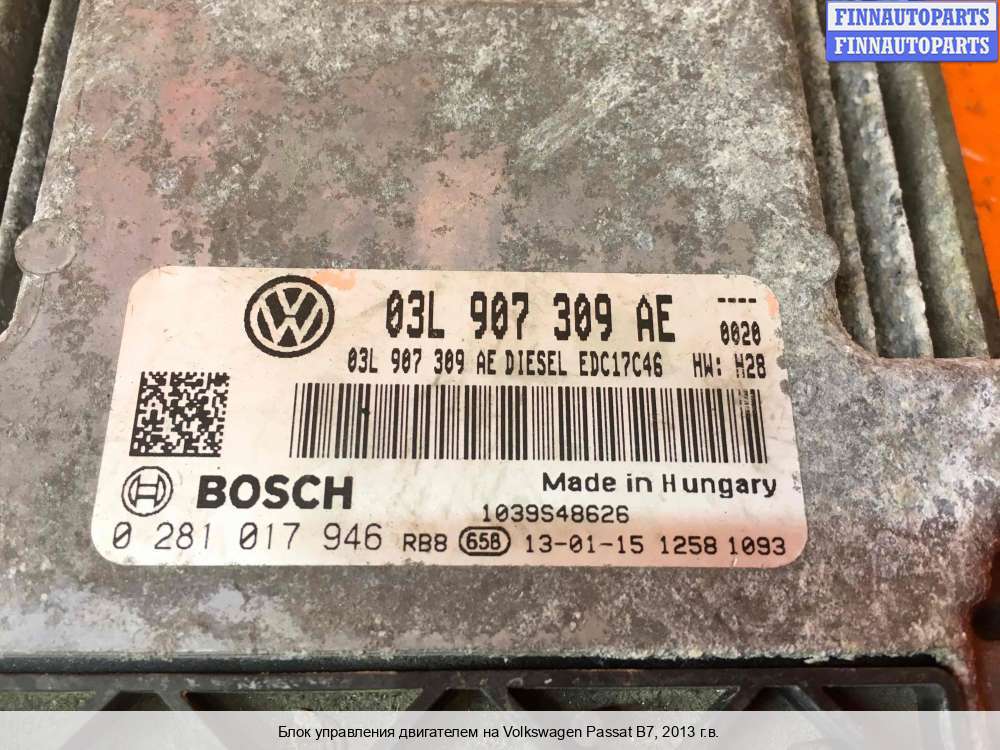 FINNAUTOPARTS
FINNAUTOPARTS
03L 907 309 AE ----
0020
03L 907 309 AE DIESEL EDC17C46 HW: H28
Made in Hungary
BOSCH
1039S48626
0 281 017 946 RB8 658 13-01-15 1258 1093
Блок управления двигателем на Volkswagen Passat B7, 2013 г.в.